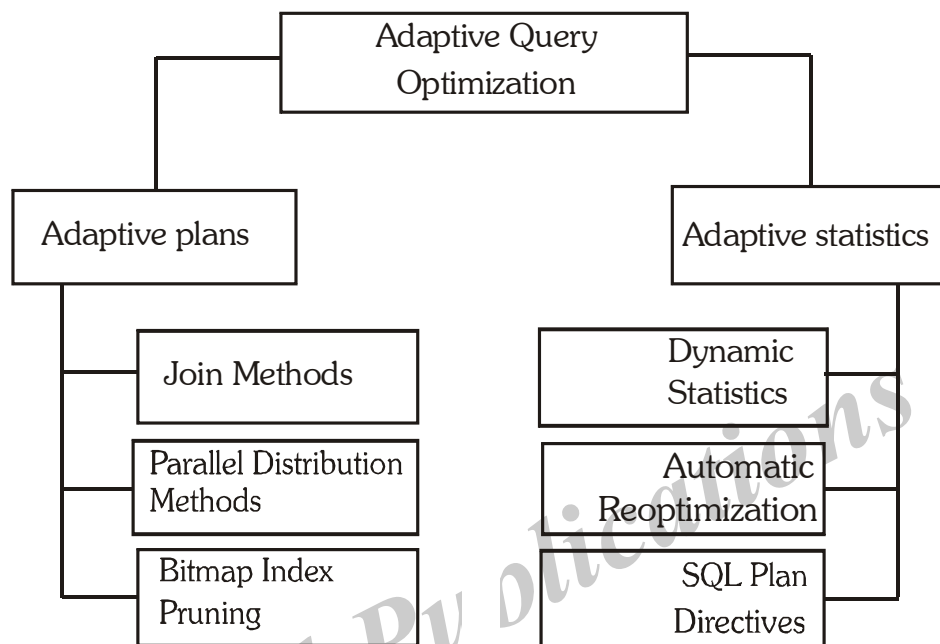 Adaptive Query
Optimization
Adaptive plans
Adaptive statistics
Join Methods
Parallel Distribution
Methods
Bitmap Index
Pruning
Dynamic
Statistics
Automatic
Reoptimization
SQL Plan
Directives